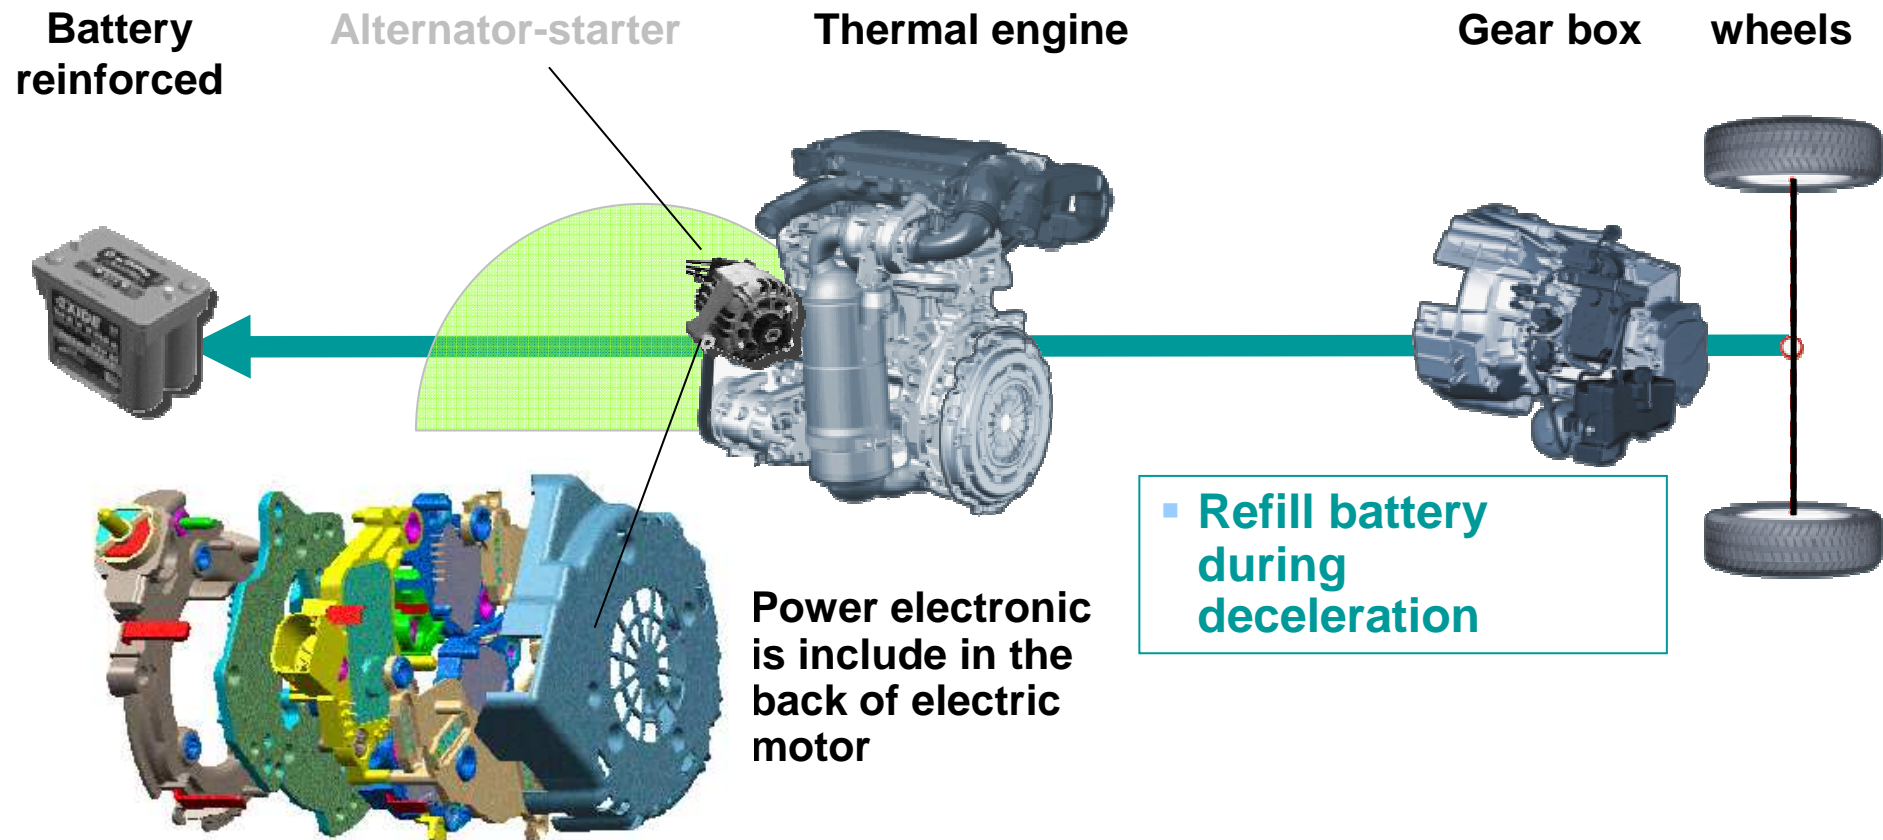 Battery
reinforced
Alternator-starter
Thermal engine
Gear box
wheels
EXIDE
Refill battery
during
deceleration
Power electronic
is include in the
back of electric
motor